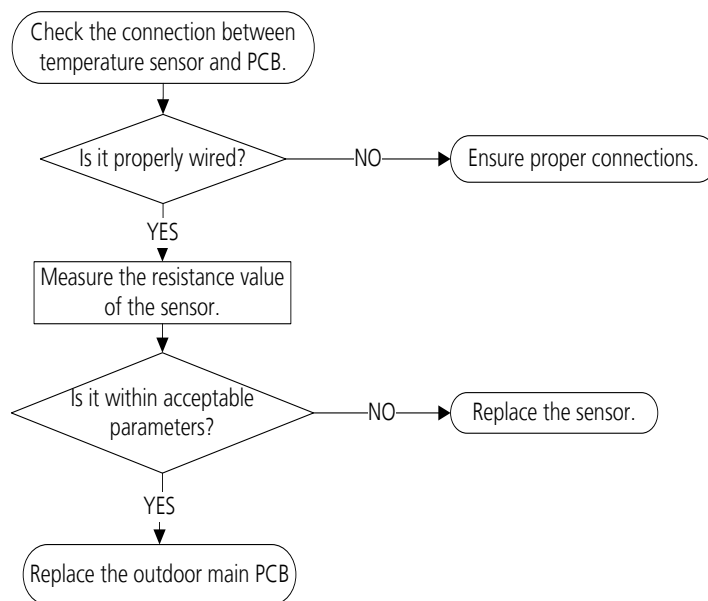 Check the connection between
temperature sensor and PCB.
Is it properly wired?
NO
Ensure proper connections.
YES
Measure the resistance value
of the sensor.
Is it within acceptable
parameters?
NO
Replace the sensor.
YES
Replace the outdoor main PCB